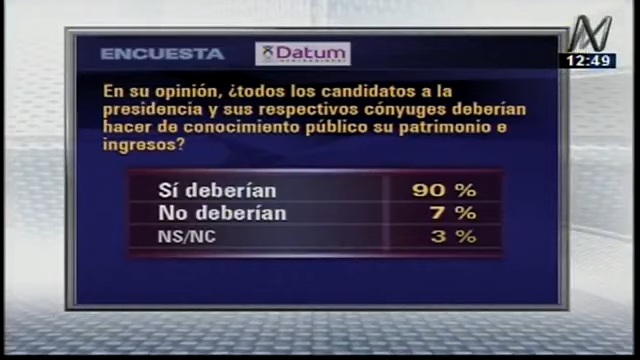 ENCUESTA
Datum
INTERNACIONAL
N
12:49
En su opinión, ¿todos los candidatos a la
presidencia y sus respectivos cónyuges deberían
hacer de conocimiento público su patrimonio e
ingresos?
Sí deberían 90 %
No deberían 7 %
NS/NC 3 %